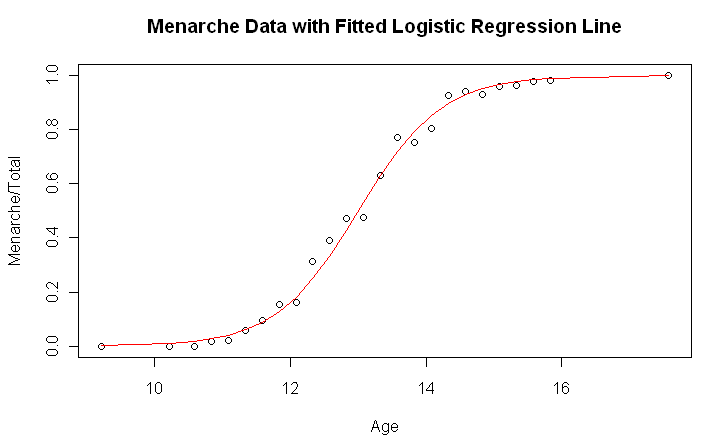 Menarche Data with Fitted Logistic Regression Line
Menarche/Total
1.0
0.8
0.6
0.4
0.2
0.0
10 12 14 16
Age